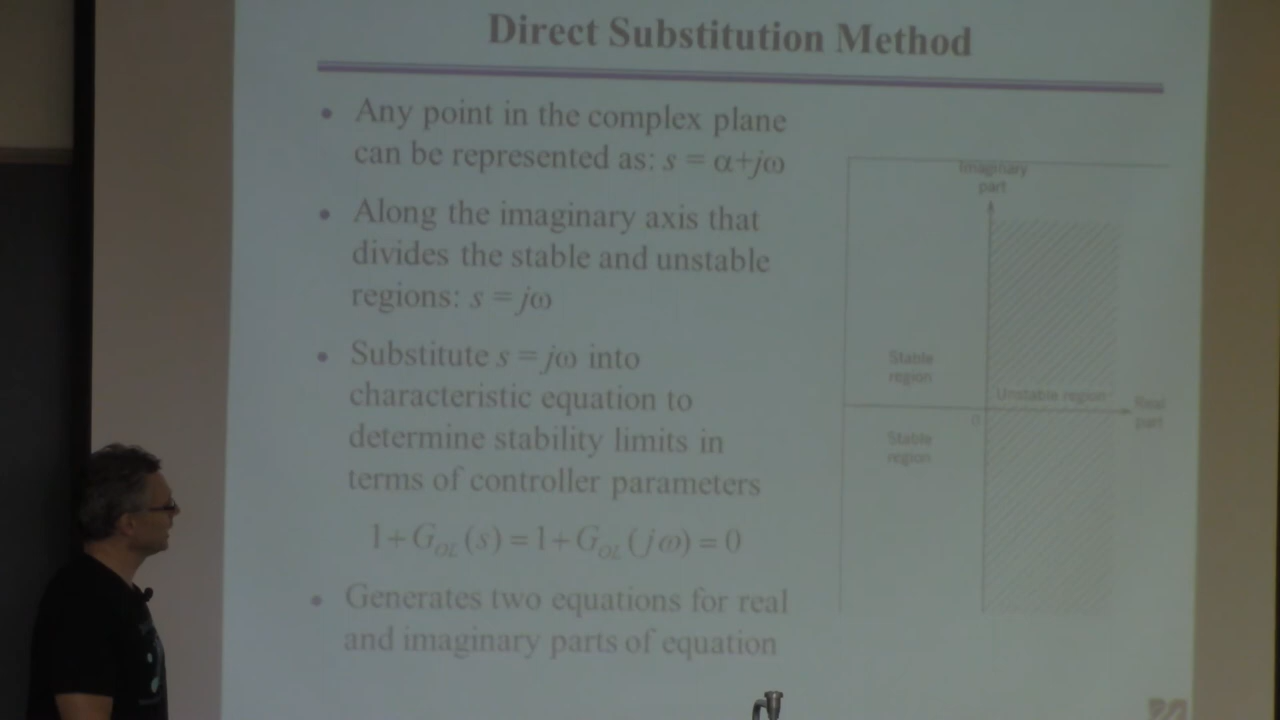 Direct Substitution Method
• Any point in the complex plane
can be represented as: s = α+jω
• Along the imaginary axis that
divides the stable and unstable
regions: s = jω
• Substitute s = jω into
characteristic equation to
determine stability limits in
terms of controller parameters
1+G_OL(s)=1+G_OL(jω)=0
• Generates two equations for real
and imaginary parts of equation
Imaginary
part
Stable
region
Unstable region
Real
part
0
Stable
region